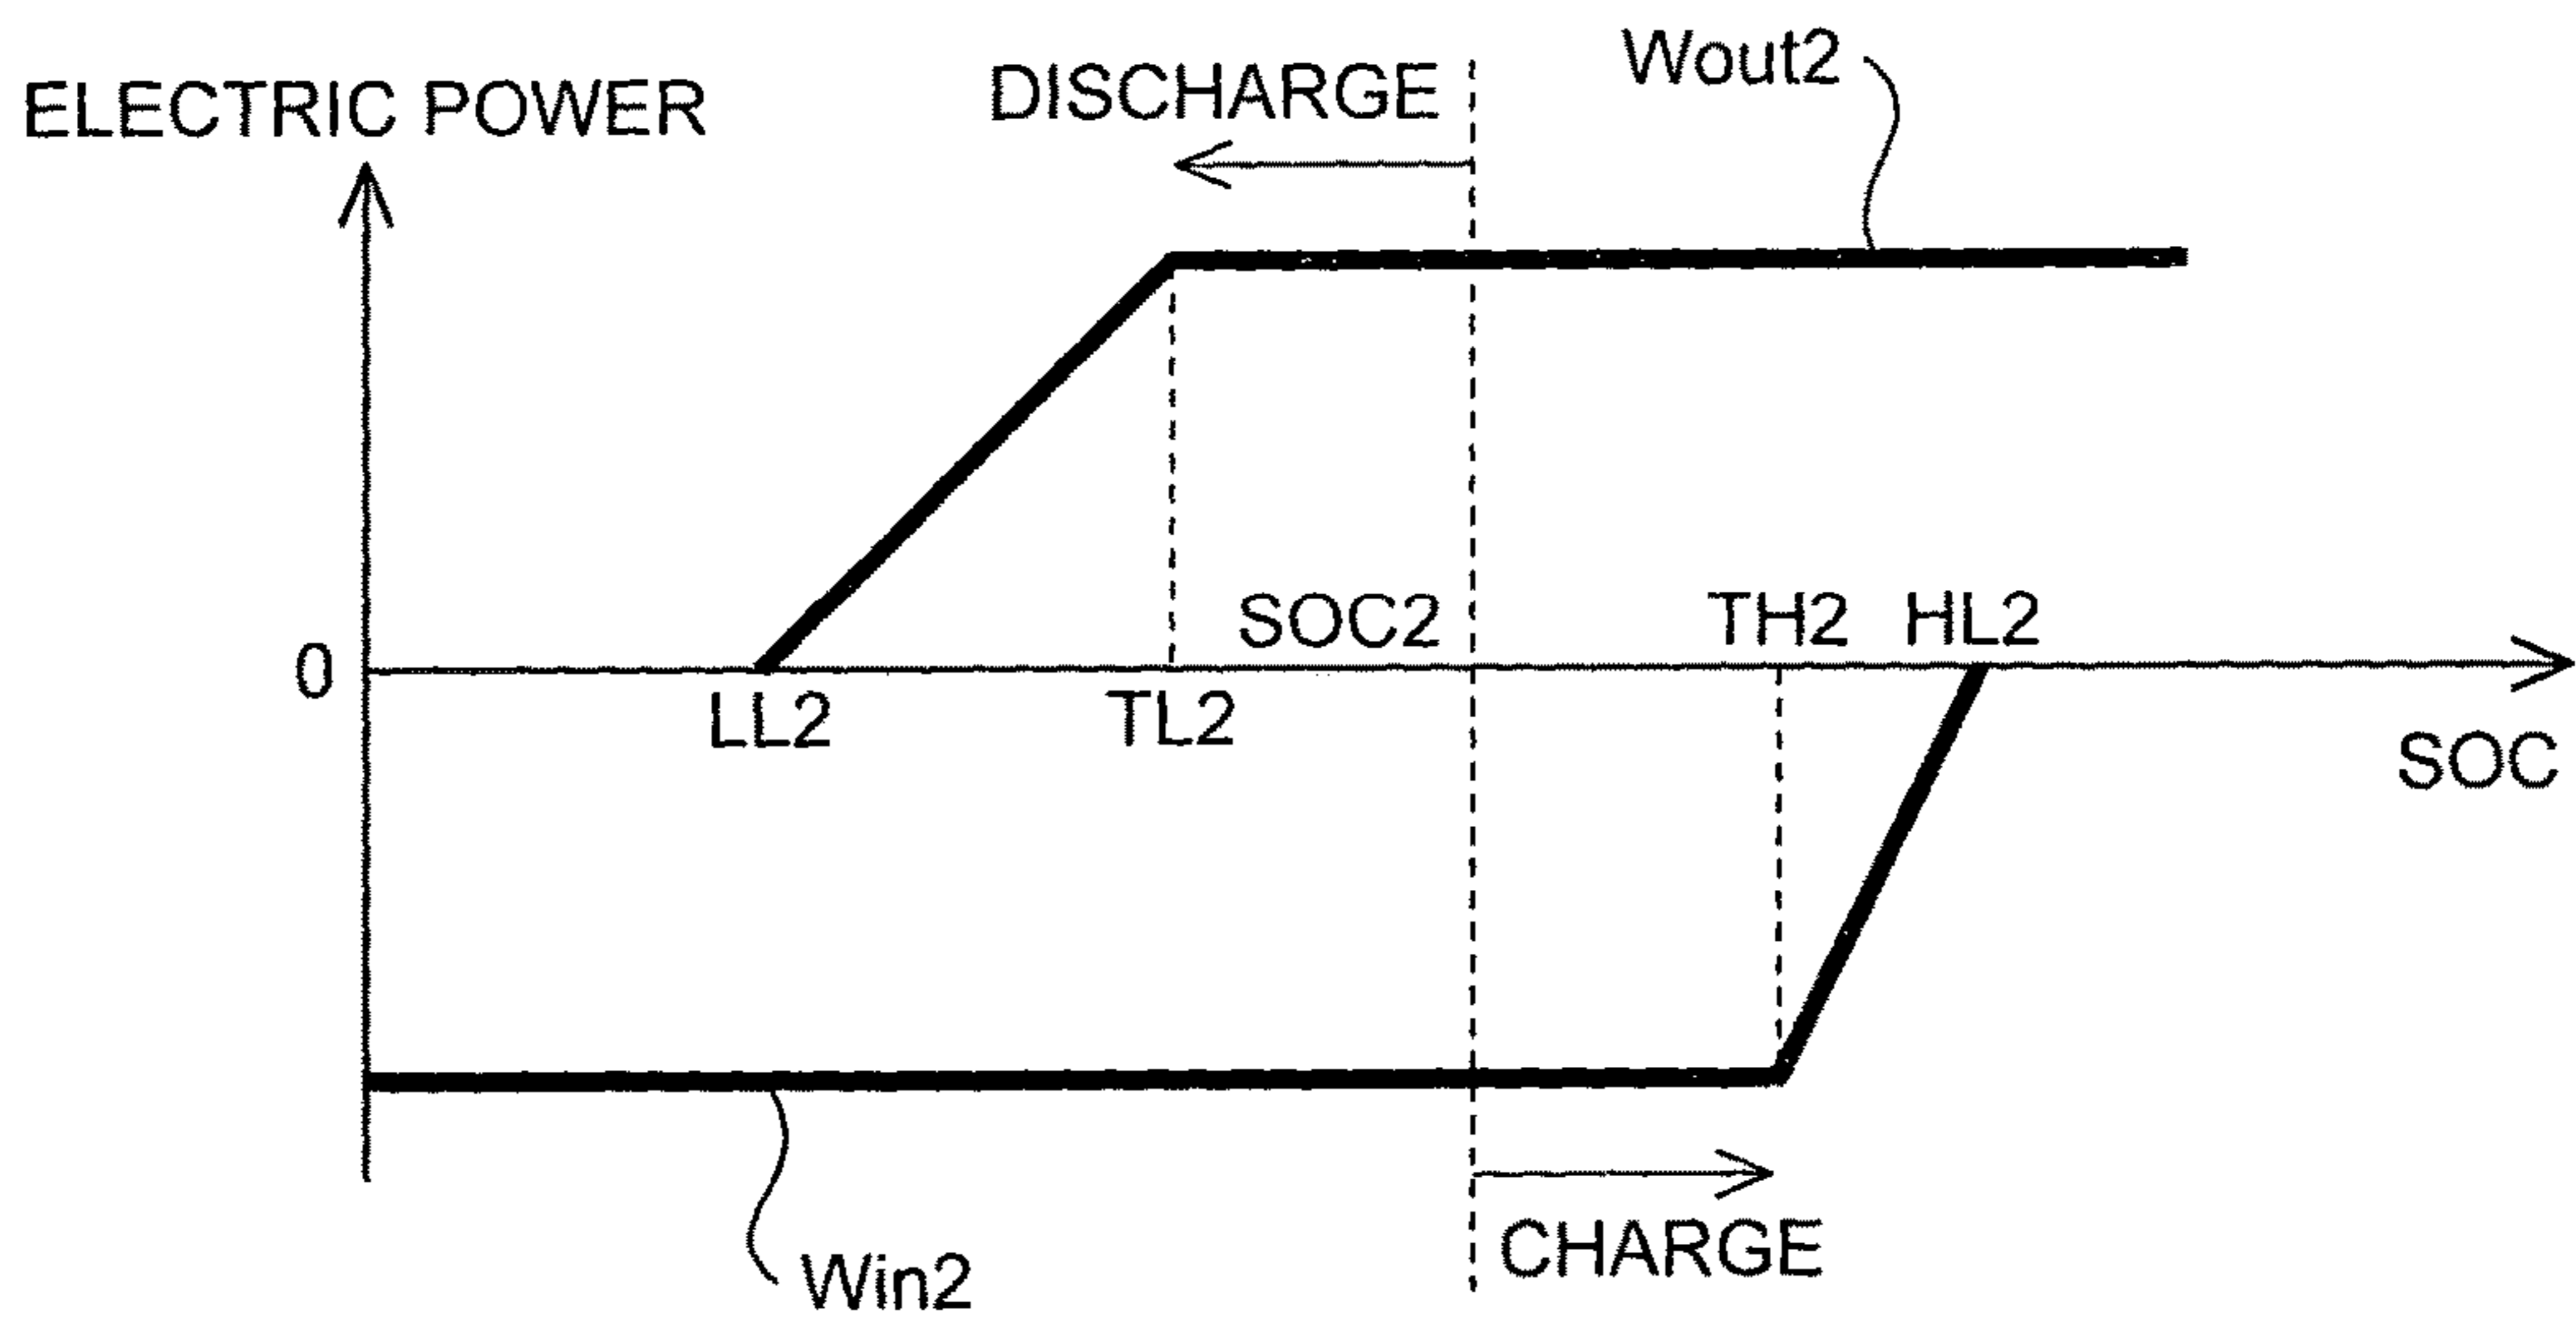 Wout2
DISCHARGE
ELECTRIC POWER
SOC2
TH2
HL2
0
LL2
TL2
SOC
CHARGE
Win2